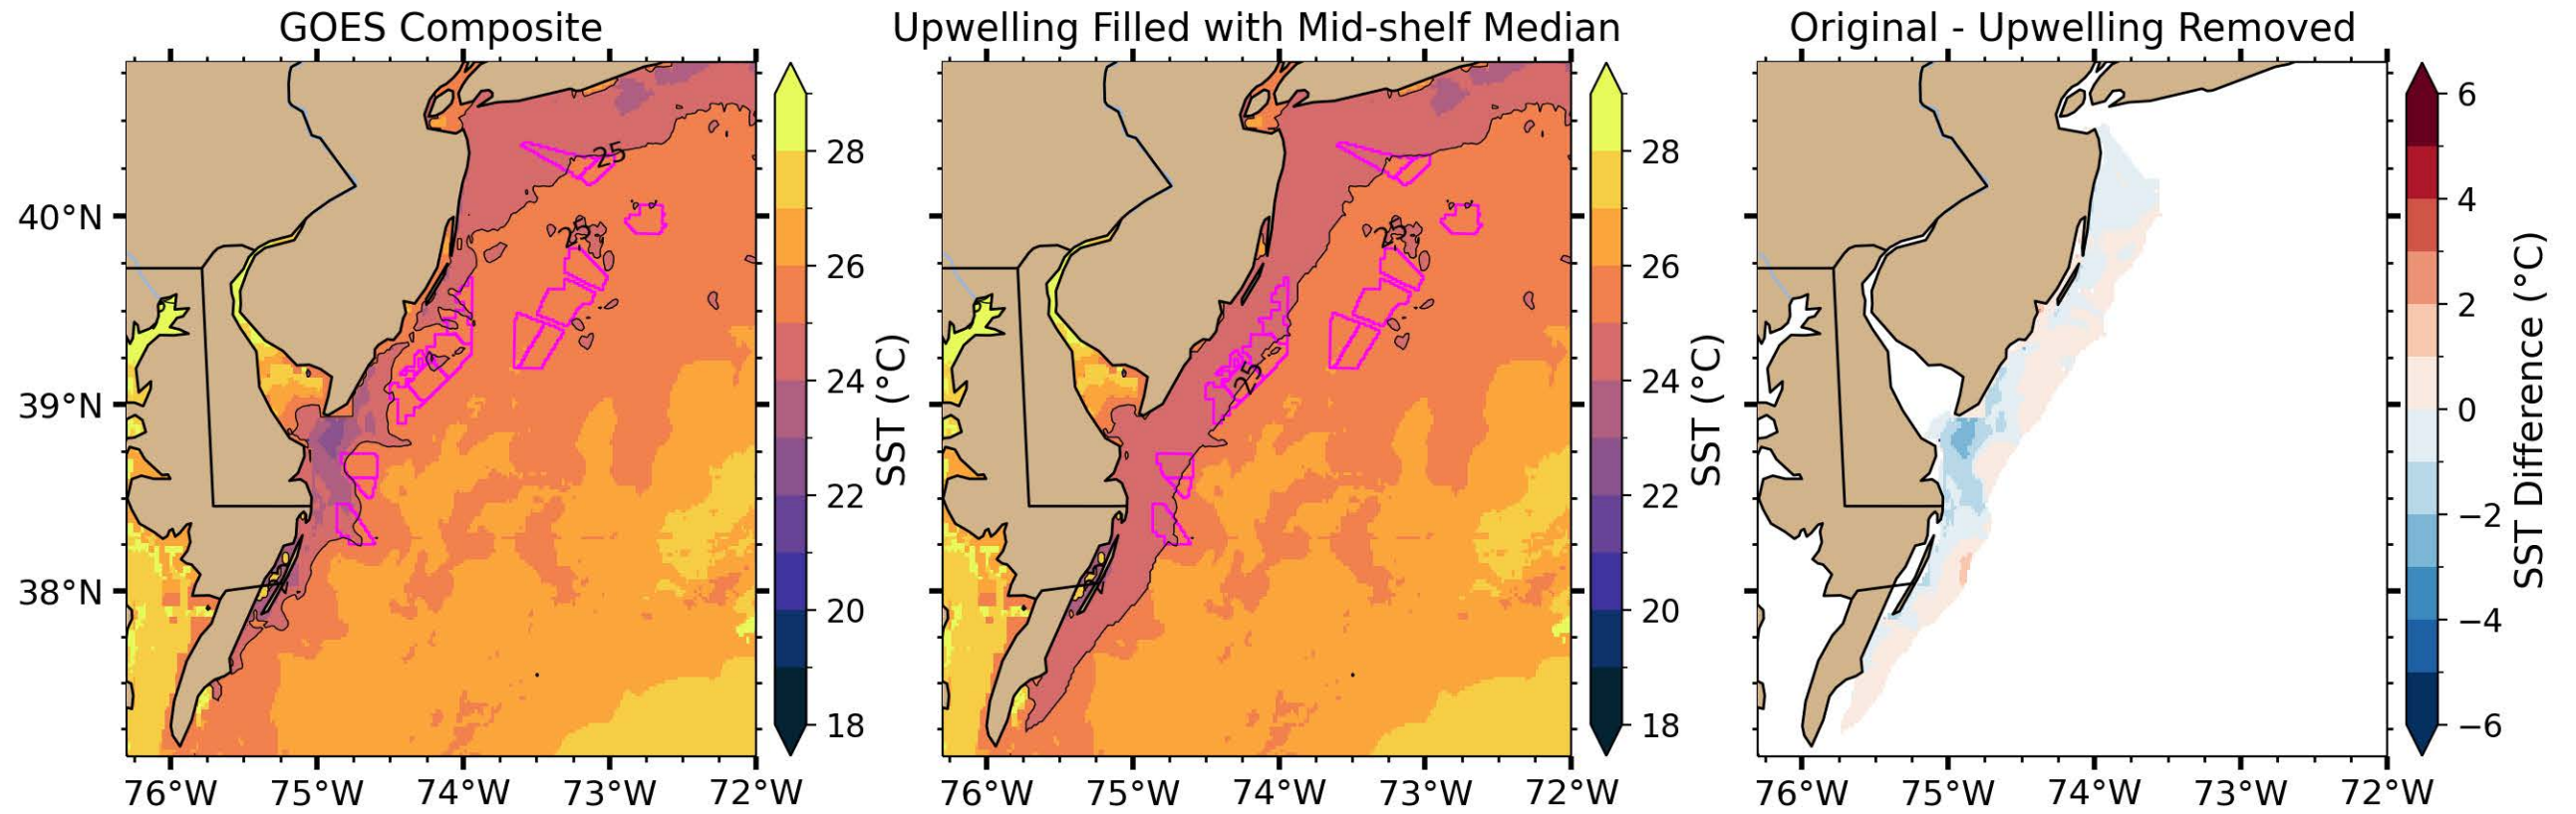 GOES Composite
Upwelling Filled with Mid-shelf Median
Original - Upwelling Removed
40°N
39°N
38°N
76°W 75°W 74°W 73°W 72°W
25
28
26
24
22
20
18
SST (°C)
76°W 75°W 74°W 73°W 72°W
25
28
26
24
22
20
18
SST (°C)
76°W 75°W 74°W 73°W 72°W
6
4
2
0
−2
−4
−6
SST Difference (°C)